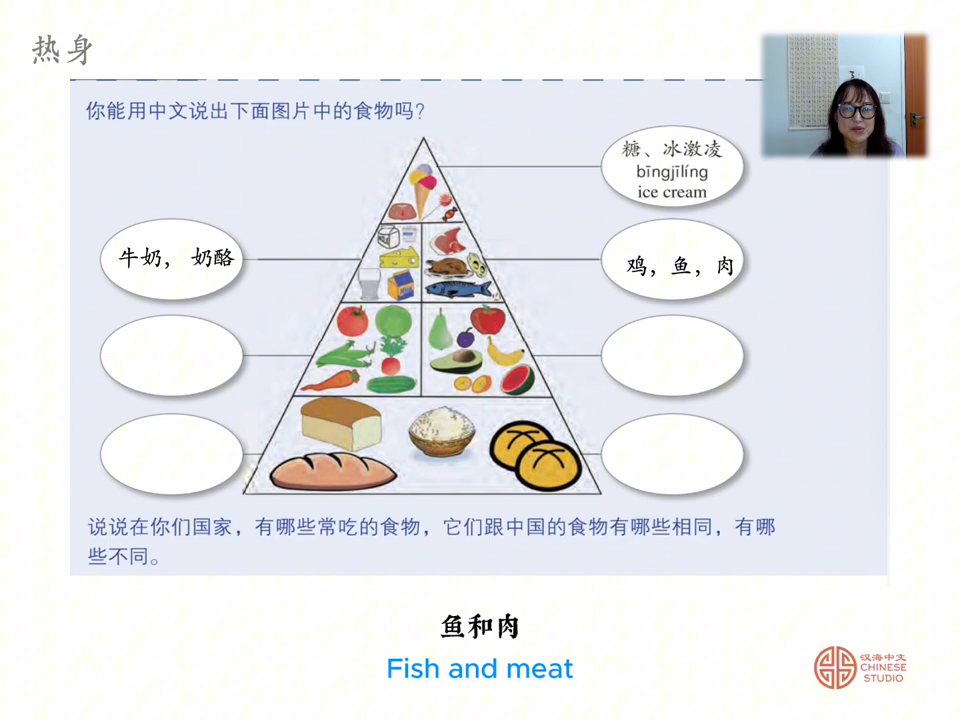 热身
你能用中文说出下面图片中的食物吗?
糖、冰激凌
bīngjīlíng
ice cream
牛奶， 奶酪
鸡，鱼，肉
说说在你们国家，有哪些常吃的食物，它们跟中国的食物有哪些相同，有哪
些不同。
鱼和肉
Fish and meat
汉海中文
CHINESE
STUDIO